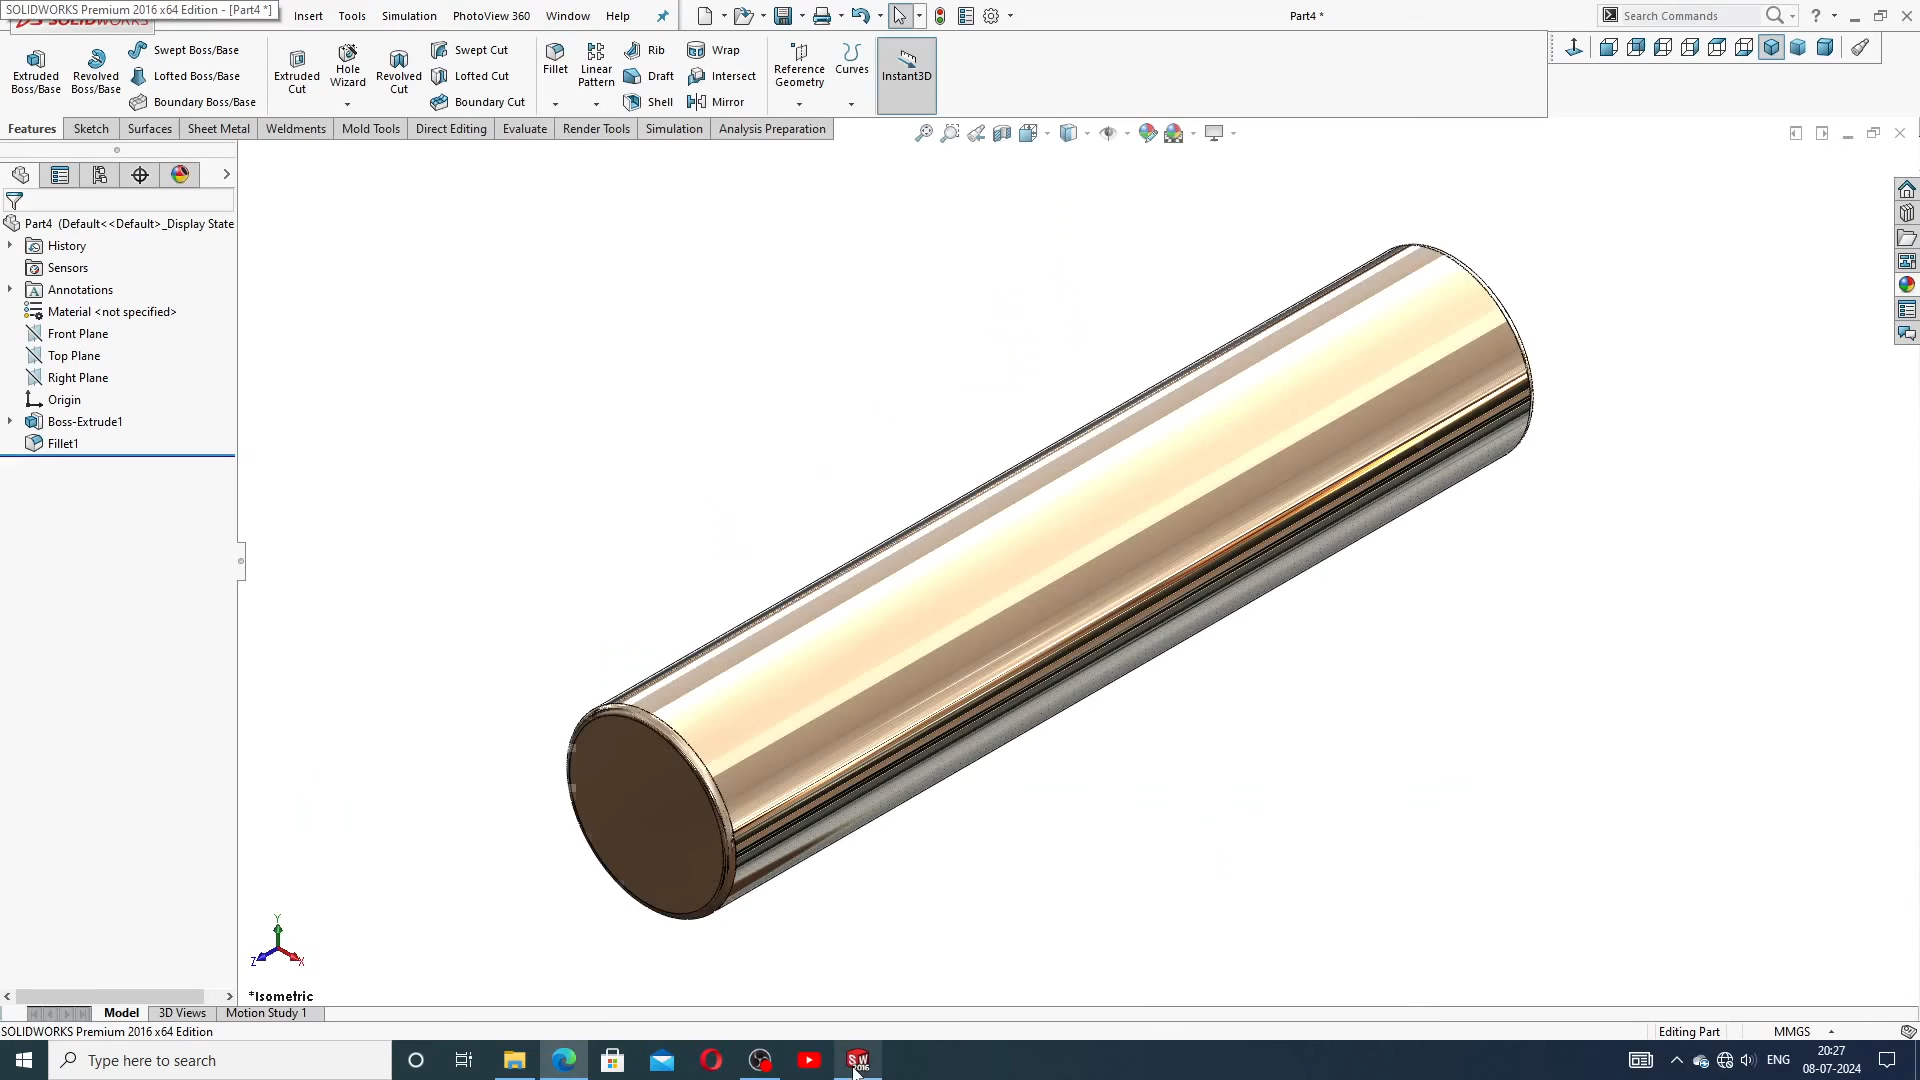 SOLIDWORKS Premium 2016 x64 Edition - [Part4 *]
Insert Tools Simulation PhotoView 360 Window Help
Part4 *
Search Commands
Extruded Boss/Base
Revolved Boss/Base
Swept Boss/Base
Lofted Boss/Base
Boundary Boss/Base
Extruded Cut
Hole Wizard
Revolved Cut
Swept Cut
Lofted Cut
Boundary Cut
Fillet
Linear Pattern
Rib
Draft
Shell
Wrap
Intersect
Mirror
Reference Geometry
Curves
Instant3D
Features Sketch Surfaces Sheet Metal Weldments Mold Tools Direct Editing Evaluate Render Tools Simulation Analysis Preparation
Part4 (Default<<Default>_Display State
History
Sensors
Annotations
Material <not specified>
Front Plane
Top Plane
Right Plane
Origin
Boss-Extrude1
Fillet1
Y
Z
X
*Isometric
Model 3D Views Motion Study 1
SOLIDWORKS Premium 2016 x64 Edition
Editing Part
MMGS
Type here to search
SW
2016
ENG
20:27
08-07-2024